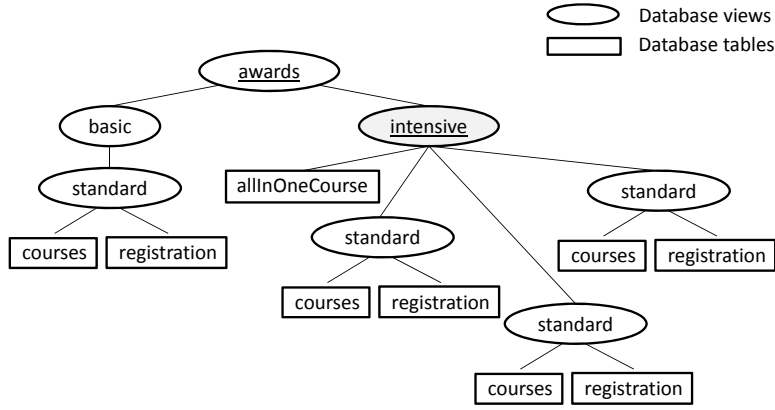 Database views
Database tables
awards
basic
intensive
standard
allInOneCourse
standard
courses
registration
standard
courses
registration
courses
registration
standard
courses
registration